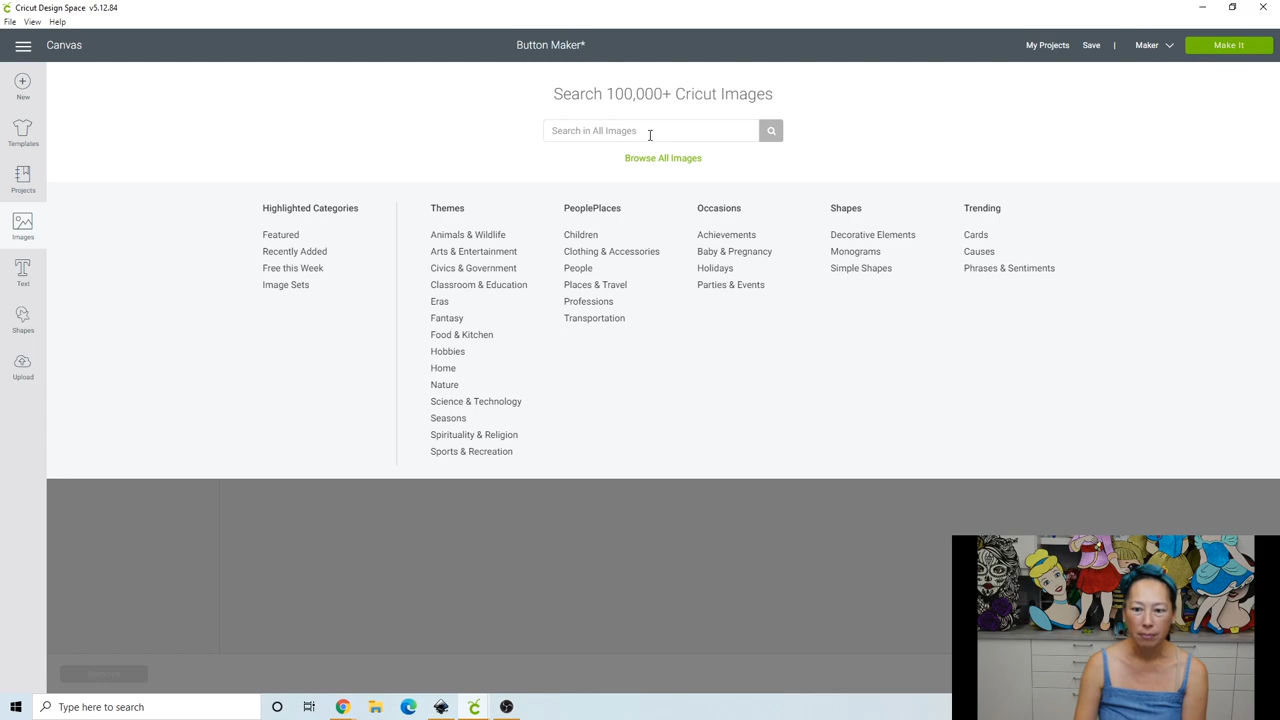 Cricut Design Space v5.12.84
File View Help
Canvas
Button Maker*
My Projects Save | Maker Make It
New
Templates
Projects
Images
Text
Shapes
Upload
Search 100,000+ Cricut Images
Search in All Images
Browse All Images
Highlighted Categories
Featured
Recently Added
Free this Week
Image Sets
Themes
Animals & Wildlife
Arts & Entertainment
Civics & Government
Classroom & Education
Eras
Fantasy
Food & Kitchen
Hobbies
Home
Nature
Science & Technology
Seasons
Spirituality & Religion
Sports & Recreation
PeoplePlaces
Children
Clothing & Accessories
People
Places & Travel
Professions
Transportation
Occasions
Achievements
Baby & Pregnancy
Holidays
Parties & Events
Shapes
Decorative Elements
Monograms
Simple Shapes
Trending
Cards
Causes
Phrases & Sentiments
Type here to search